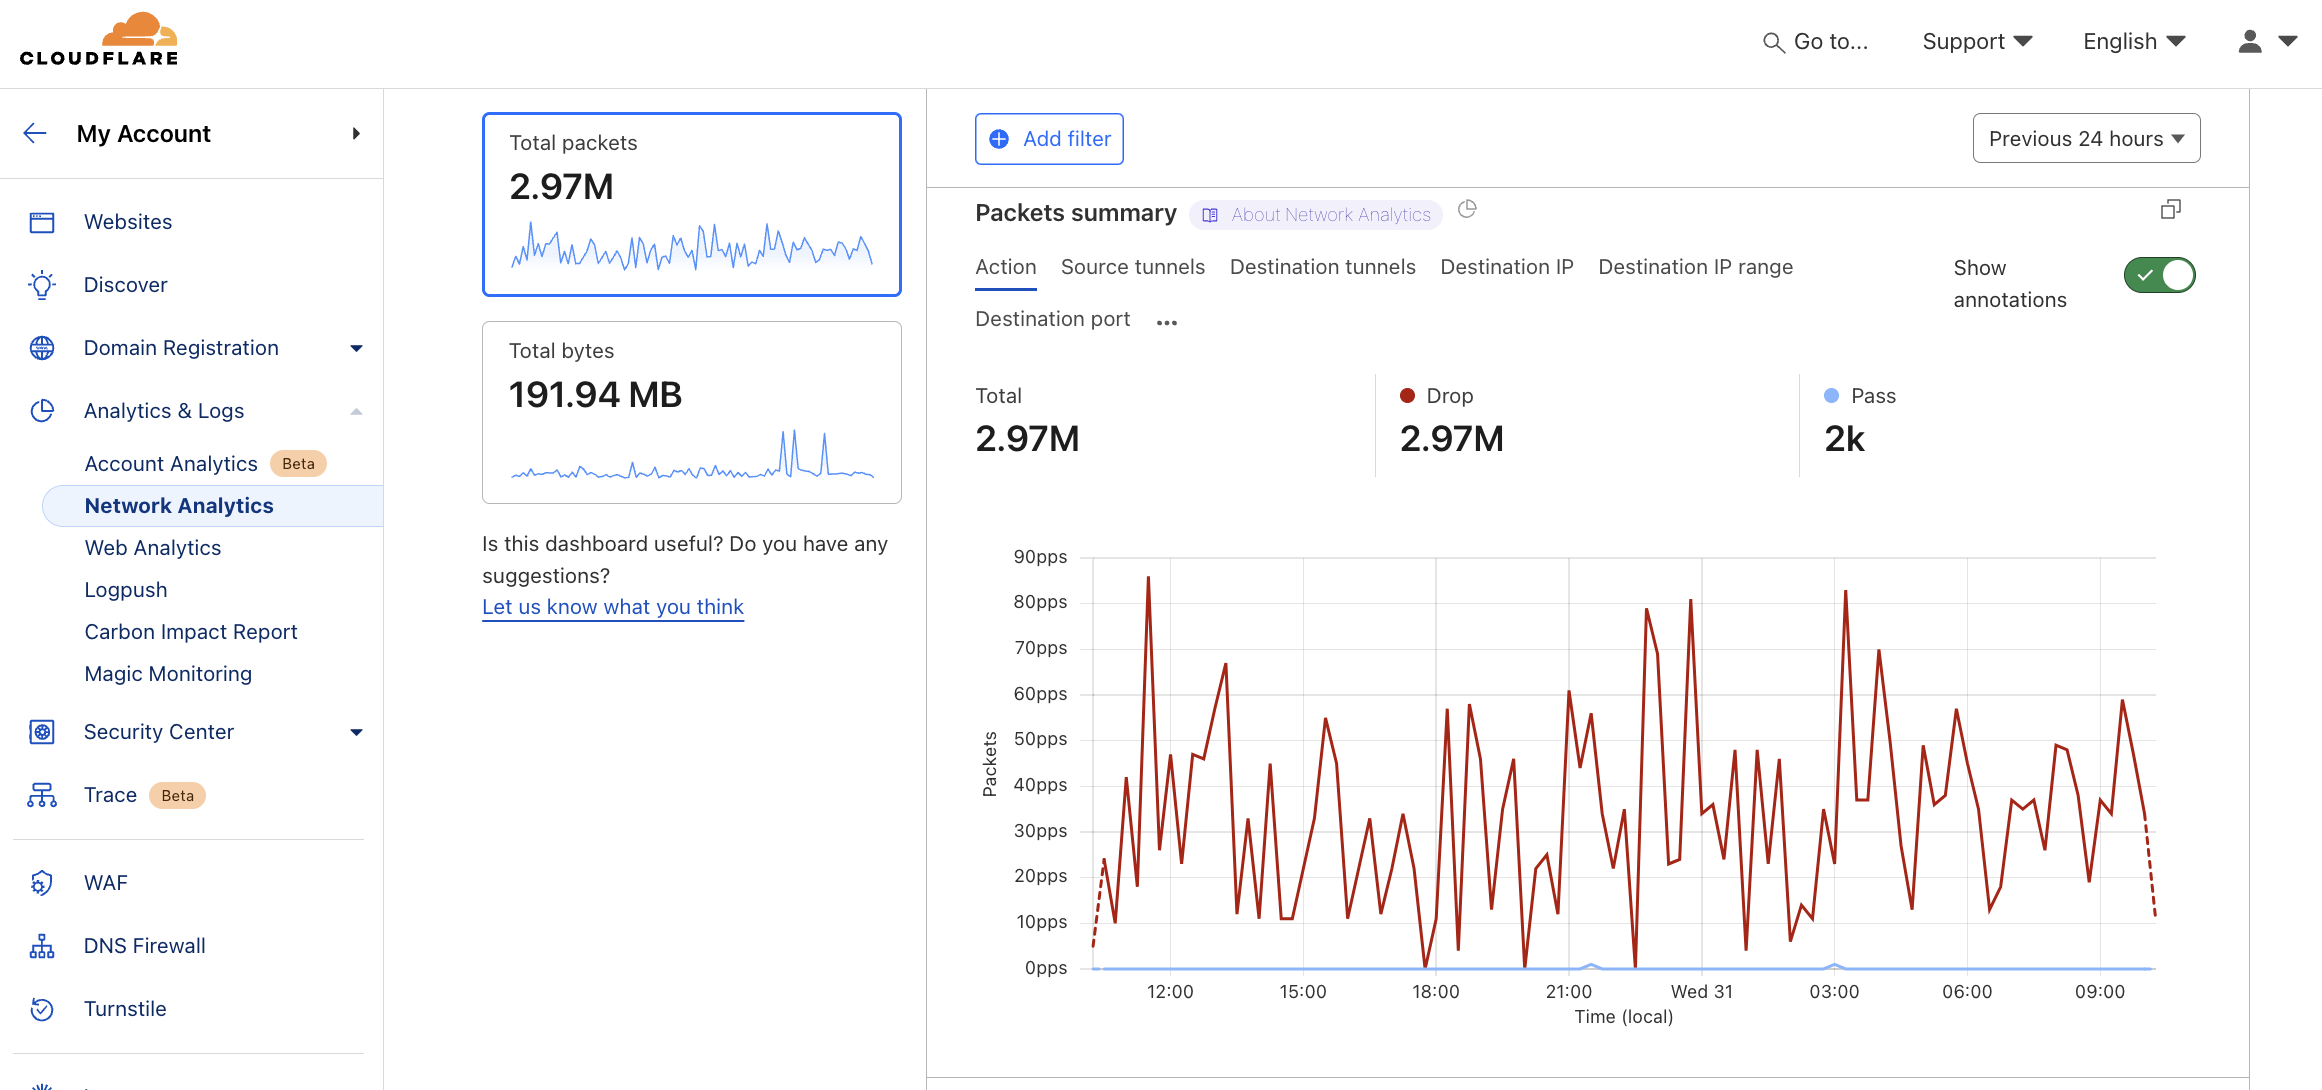 CLOUDFLARE
Go to...
Support
English
My Account
Websites
Discover
Domain Registration
Analytics & Logs
Account Analytics Beta
Network Analytics
Web Analytics
Logpush
Carbon Impact Report
Magic Monitoring
Security Center
Trace Beta
WAF
DNS Firewall
Turnstile
Total packets
2.97M
Total bytes
191.94 MB
Is this dashboard useful? Do you have any
suggestions?
Let us know what you think
Add filter
Previous 24 hours
Packets summary
About Network Analytics
Action Source tunnels Destination tunnels Destination IP Destination IP range
Destination port ...
Show
annotations
Total
2.97M
Drop
2.97M
Pass
2k
90pps
80pps
70pps
60pps
50pps
40pps
30pps
20pps
10pps
0pps
Packets
12:00 15:00 18:00 21:00 Wed 31 03:00 06:00 09:00
Time (local)